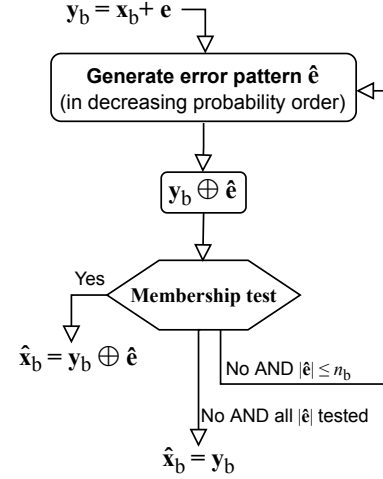 y_b = x_b + e
Generate error pattern ê
(in decreasing probability order)
y_b ⊕ ê
Yes
Membership test
x̂_b = y_b ⊕ ê
No AND |ê| ≤ n_b
No AND all |ê| tested
x̂_b = y_b